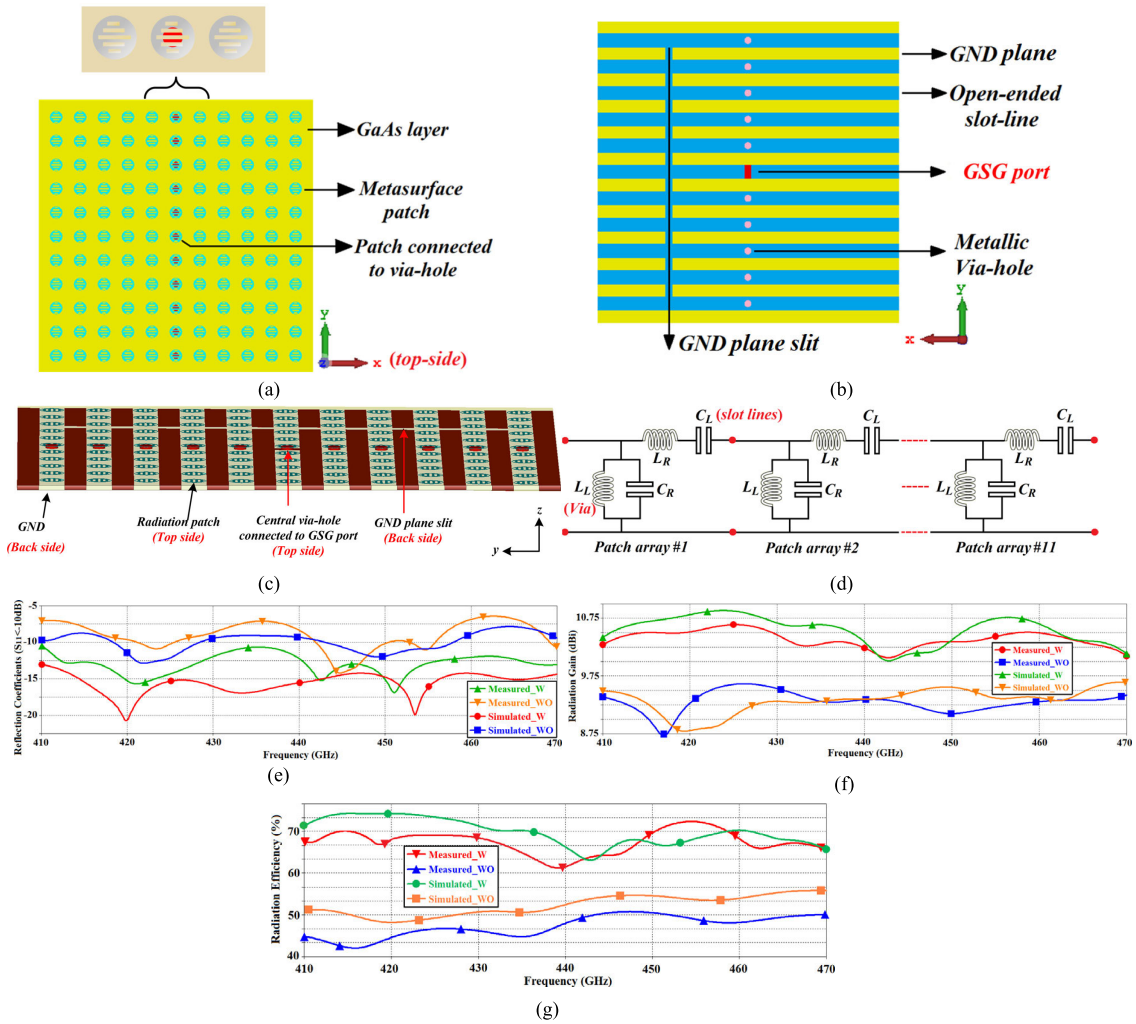 GaAs layer
Metasurface
patch
Patch connected
to via-hole
y
z
x
(top-side)
(a)
GND plane
Open-ended
slot-line
GSG port
Metallic
Via-hole
GND plane slit
y
x
(b)
GND
(Back side)
Radiation patch
(Top side)
Central via-hole
connected to GSG port
(Top side)
GND plane slit
(Back side)
z
y
(c)
(slot lines)
C_L
C_L
C_L
L_R
L_R
L_R
L_L
C_R
L_L
C_R
L_L
C_R
(Via)
Patch array #1
Patch array #2
Patch array #11
(d)
Reflection Coefficients (S11<-10dB)
-5
-10
-15
-20
Measured_W
Measured_WO
Simulated_W
Simulated_WO
410
420
430
440
450
460
470
Frequency (GHz)
(e)
Radiation Gain (dBi)
10.75
9.75
8.75
Measured_W
Measured_WO
Simulated_W
Simulated_WO
410
420
430
440
450
460
470
Frequency (GHz)
(f)
Radiation Efficiency (%)
70
60
50
40
Measured_W
Measured_WO
Simulated_W
Simulated_WO
410
420
430
440
450
460
470
Frequency (GHz)
(g)